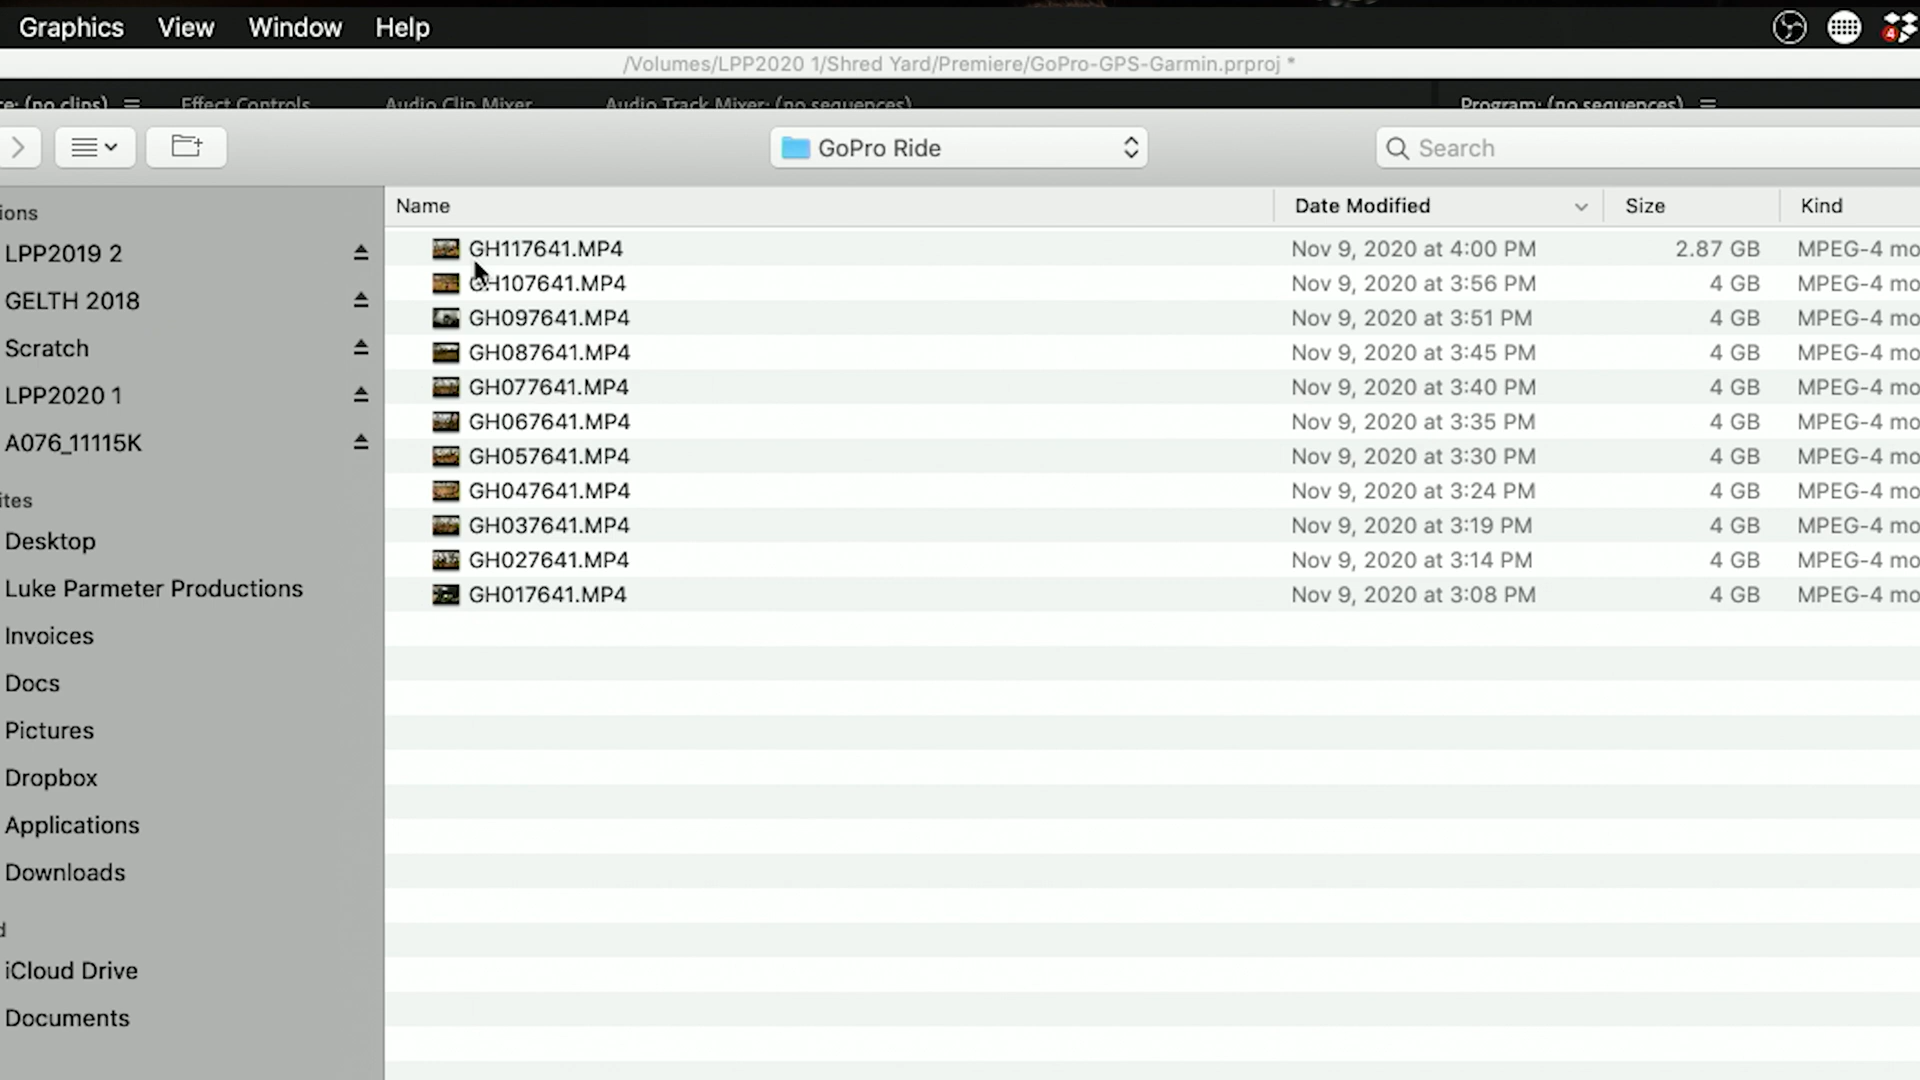 Graphics View Window Help
4
/Volumes/LPP2020 1/Shred Yard/Premiere/GoPro-GPS-Garmin.prproj *
ce: (no clips) Effect Controls Audio Clip Mixer Audio Track Mixer: (no sequences) Program: (no sequences)
GoPro Ride Search
Name Date Modified Size Kind
ions
LPP2019 2
GELTH 2018
Scratch
LPP2020 1
A076_11115K
ites
Desktop
Luke Parmeter Productions
Invoices
Docs
Pictures
Dropbox
Applications
Downloads
d
iCloud Drive
Documents
GH117641.MP4 Nov 9, 2020 at 4:00 PM 2.87 GB MPEG-4 mo
GH107641.MP4 Nov 9, 2020 at 3:56 PM 4 GB MPEG-4 mo
GH097641.MP4 Nov 9, 2020 at 3:51 PM 4 GB MPEG-4 mo
GH087641.MP4 Nov 9, 2020 at 3:45 PM 4 GB MPEG-4 mo
GH077641.MP4 Nov 9, 2020 at 3:40 PM 4 GB MPEG-4 mo
GH067641.MP4 Nov 9, 2020 at 3:35 PM 4 GB MPEG-4 mo
GH057641.MP4 Nov 9, 2020 at 3:30 PM 4 GB MPEG-4 mo
GH047641.MP4 Nov 9, 2020 at 3:24 PM 4 GB MPEG-4 mo
GH037641.MP4 Nov 9, 2020 at 3:19 PM 4 GB MPEG-4 mo
GH027641.MP4 Nov 9, 2020 at 3:14 PM 4 GB MPEG-4 mo
GH017641.MP4 Nov 9, 2020 at 3:08 PM 4 GB MPEG-4 mo